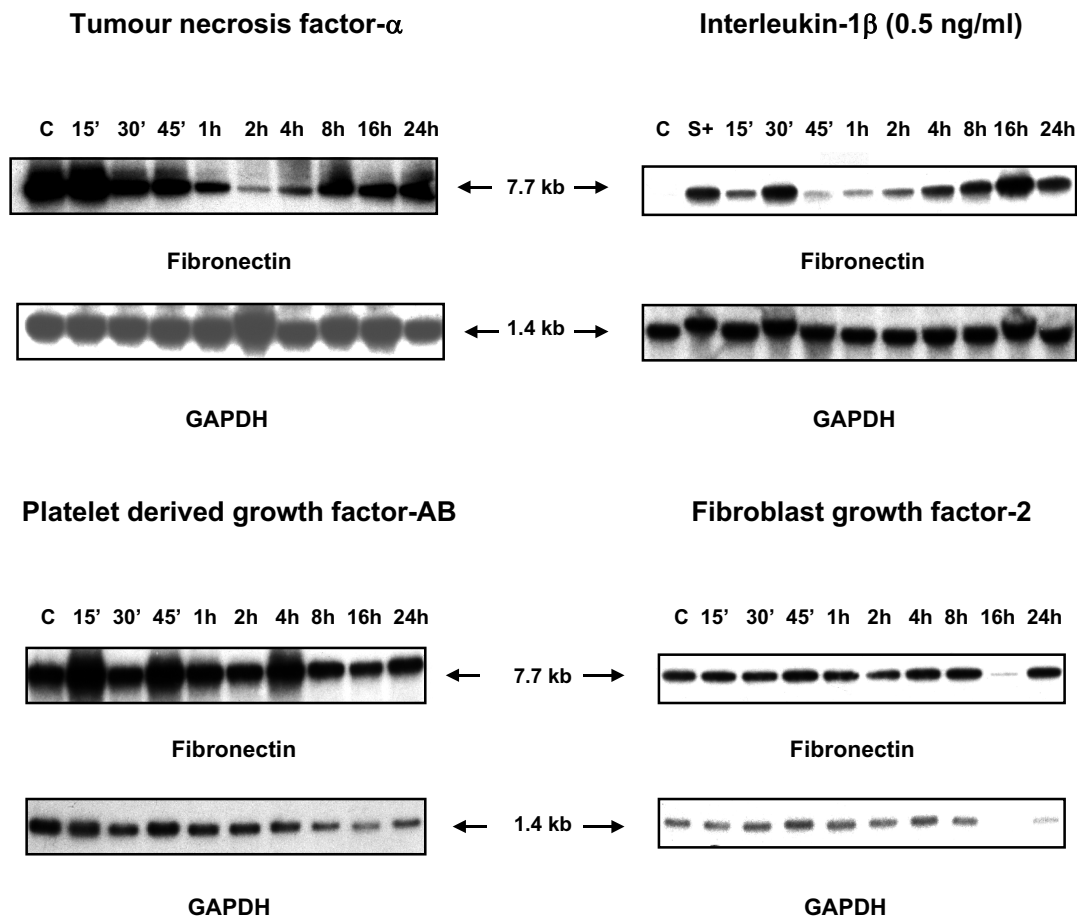 Tumour necrosis factor-α
Interleukin-1β (0.5 ng/ml)
C 15’ 30’ 45’ 1h 2h 4h 8h 16h 24h
C S+ 15’ 30’ 45’ 1h 2h 4h 8h 16h 24h
7.7 kb
Fibronectin
Fibronectin
1.4 kb
GAPDH
GAPDH
Platelet derived growth factor-AB
Fibroblast growth factor-2
C 15’ 30’ 45’ 1h 2h 4h 8h 16h 24h
C 15’ 30’ 45’ 1h 2h 4h 8h 16h 24h
7.7 kb
Fibronectin
Fibronectin
1.4 kb
GAPDH
GAPDH